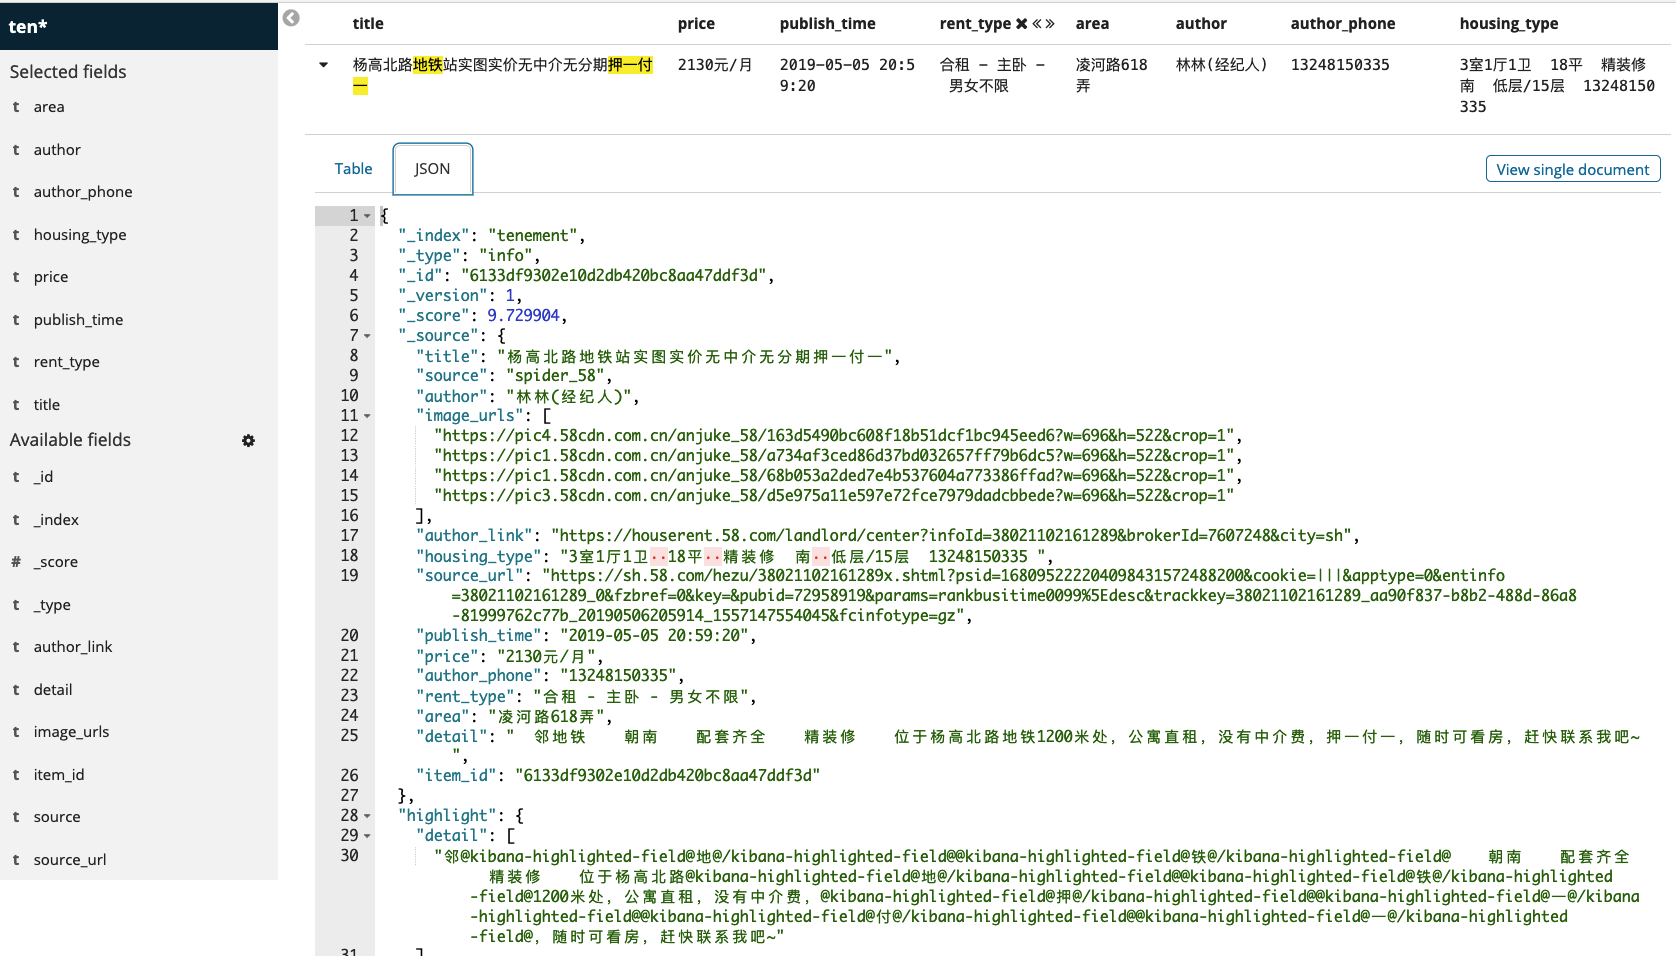 ten*
Selected fields
t area
t author
t author_phone
t housing_type
t price
t publish_time
t rent_type
t title
Available fields
t _id
t _index
# _score
t _type
t author_link
t detail
t image_urls
t item_id
t source
t source_url
title price publish_time rent_type area author author_phone housing_type
杨高北路地铁站实图实价无中介无分期押一付一 2130元/月 2019-05-05 20:59:20 合租 - 主卧 - 男女不限 凌河路618弄 林林(经纪人) 13248150335 3室1厅1卫 18平 精装修 南 低层/15层 13248150335
Table JSON View single document
1 {
2 "_index": "tenement",
3 "_type": "info",
4 "_id": "6133df9302e10d2db420bc8aa47ddf3d",
5 "_version": 1,
6 "_score": 9.729904,
7 "_source": {
8 "title": "杨高北路地铁站实图实价无中介无分期押一付一",
9 "source": "spider_58",
10 "author": "林林(经纪人)",
11 "image_urls": [
12 "https://pic4.58cdn.com.cn/anjuke_58/163d5490bc608f18b51dcf1bc945eed6?w=696&h=522&crop=1",
13 "https://pic1.58cdn.com.cn/anjuke_58/a734af3ced86d37bd032657ff79b6dc5?w=696&h=522&crop=1",
14 "https://pic1.58cdn.com.cn/anjuke_58/68b053a2ded7e4b537604a773386ffad?w=696&h=522&crop=1",
15 "https://pic3.58cdn.com.cn/anjuke_58/d5e975a11e597e72fce7979dadcbbede?w=696&h=522&crop=1"
16 ],
17 "author_link": "https://houserent.58.com/landlord/center?infoId=38021102161289&brokerId=7607248&city=sh",
18 "housing_type": "3室1厅1卫··18平··精装修 南··低层/15层 13248150335 ",
19 "source_url": "https://sh.58.com/hezu/38021102161289x.shtml?psid=168095222204098431572488200&cookie=|||&apptype=0&entinfo
=38021102161289_0&fzbref=0&key=&pubid=72958919&params=rankbusitime0099%5Edesc&trackkey=38021102161289_aa90f837-b8b2-488d-86a8
-81999762c77b_20190506205914_1557147554045&fcinfotype=gz",
20 "publish_time": "2019-05-05 20:59:20",
21 "price": "2130元/月",
22 "author_phone": "13248150335",
23 "rent_type": "合租 - 主卧 - 男女不限",
24 "area": "凌河路618弄",
25 "detail": " 邻地铁 朝南 配套齐全 精装修 位于杨高北路地铁1200米处, 公寓直租, 没有中介费, 押一付一, 随时可看房, 赶快联系我吧~
",
26 "item_id": "6133df9302e10d2db420bc8aa47ddf3d"
27 },
28 "highlight": {
29 "detail": [
30 "邻@kibana-highlighted-field@地@/kibana-highlighted-field@@kibana-highlighted-field@铁@/kibana-highlighted-field@ 朝南 配套齐全
精装修 位于杨高北路@kibana-highlighted-field@地@/kibana-highlighted-field@@kibana-highlighted-field@铁@/kibana-highlighted
-field@1200米处, 公寓直租, 没有中介费, @kibana-highlighted-field@押@/kibana-highlighted-field@@kibana-highlighted-field@一@/kibana
-highlighted-field@@kibana-highlighted-field@付@/kibana-highlighted-field@@kibana-highlighted-field@一@/kibana-highlighted
-field@, 随时可看房, 赶快联系我吧~"
31 ]